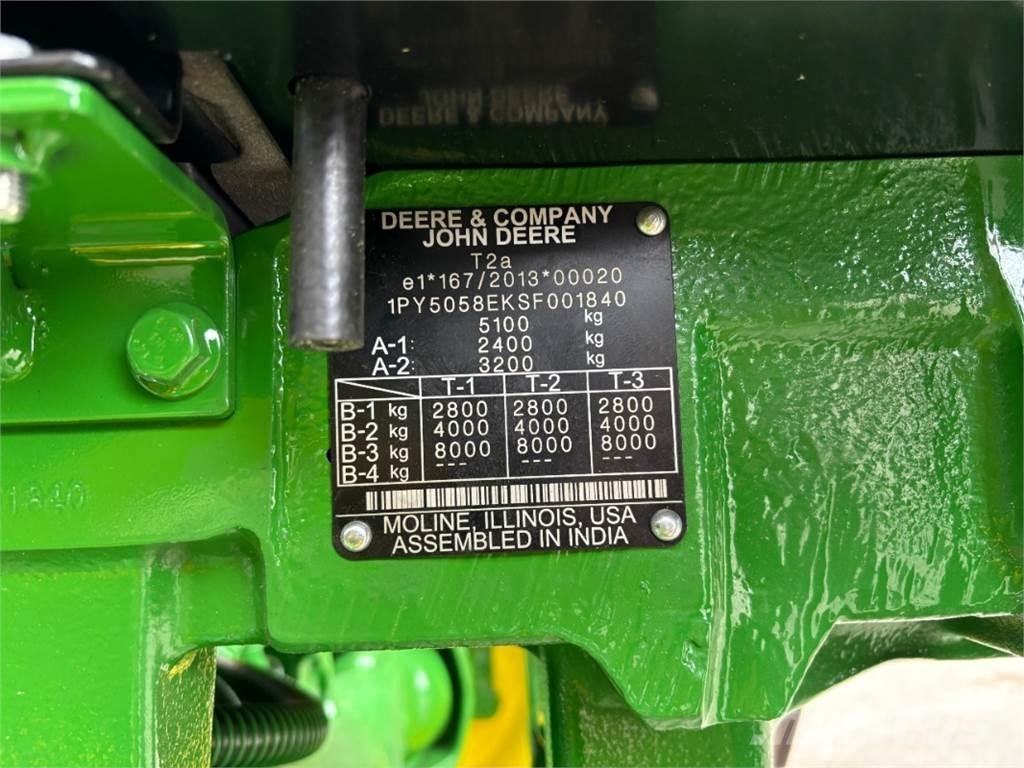 DEERE & COMPANY
JOHN DEERE
T2a
e1*167/2013*00020
1PY5058EKSF001840
5100 kg
A-1: 2400 kg
A-2: 3200 kg
T-1 T-2 T-3
B-1 kg 2800 2800 2800
B-2 kg 4000 4000 4000
B-3 kg 8000 8000 8000
B-4 kg --- --- ---
MOLINE, ILLINOIS, USA
ASSEMBLED IN INDIA
1840